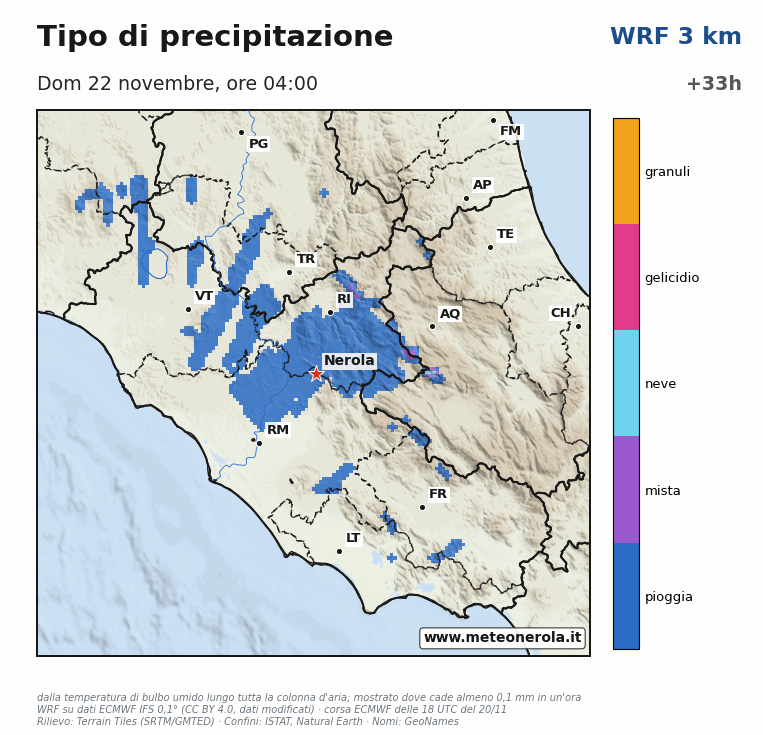 Tipo di precipitazione
WRF 3 km
Dom 22 novembre, ore 04:00
+33h
FM
PG
AP
TE
TR
VT
RI
AQ
CH
Nerola
RM
FR
LT
www.meteonerola.it
granuli
gelicidio
neve
mista
pioggia
dalla temperatura di bulbo umido lungo tutta la colonna d'aria; mostrato dove cade almeno 0,1 mm in un'ora
WRF su dati ECMWF IFS 0,1° (CC BY 4.0, dati modificati) · corsa ECMWF delle 18 UTC del 20/11
Rilievo: Terrain Tiles (SRTM/GMTED) · Confini: ISTAT, Natural Earth · Nomi: GeoNames